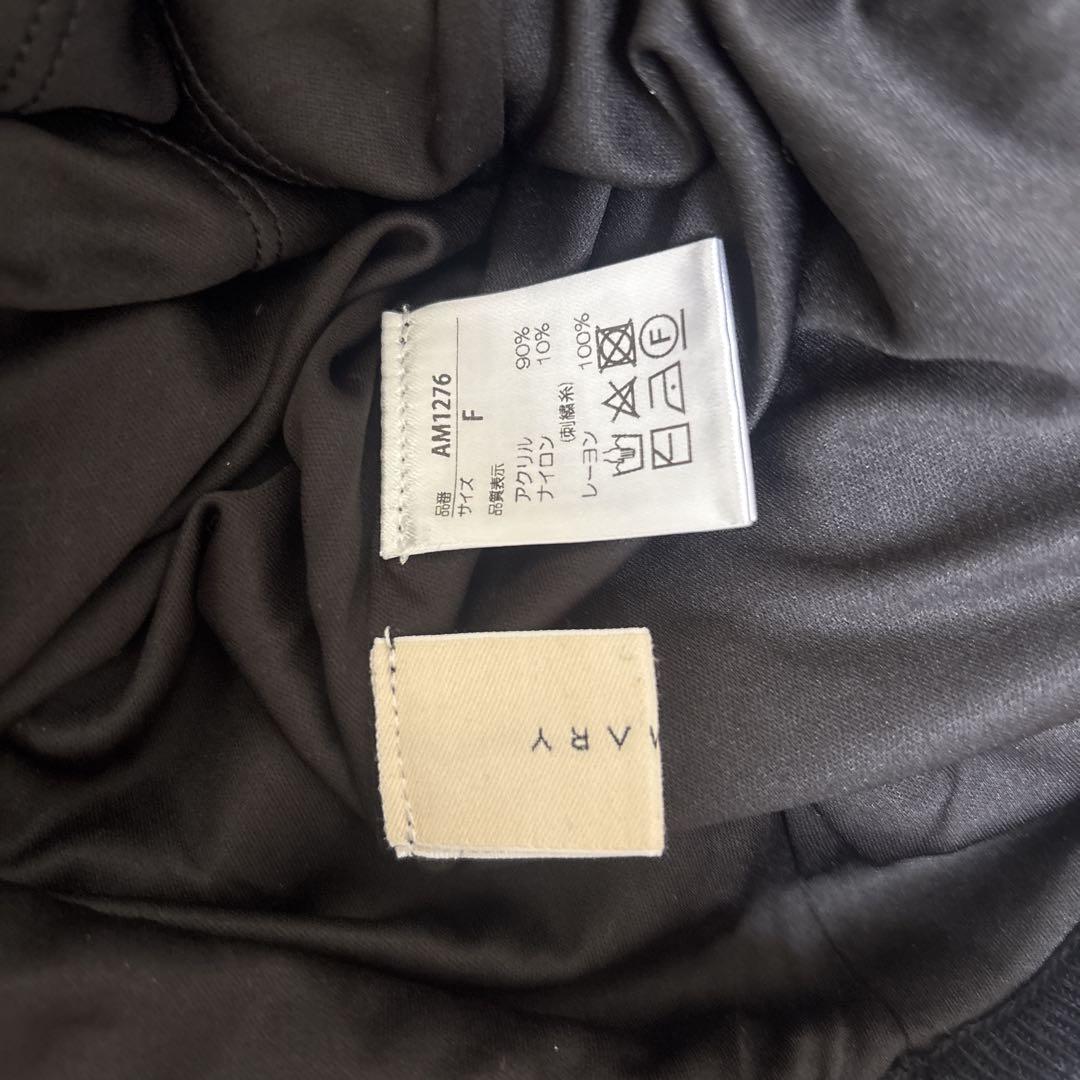 品番 AM1276
サイズ F
品質表示
アクリル 90%
ナイロン 10%
(刺繍糸)
レーヨン 100%
F
ARY